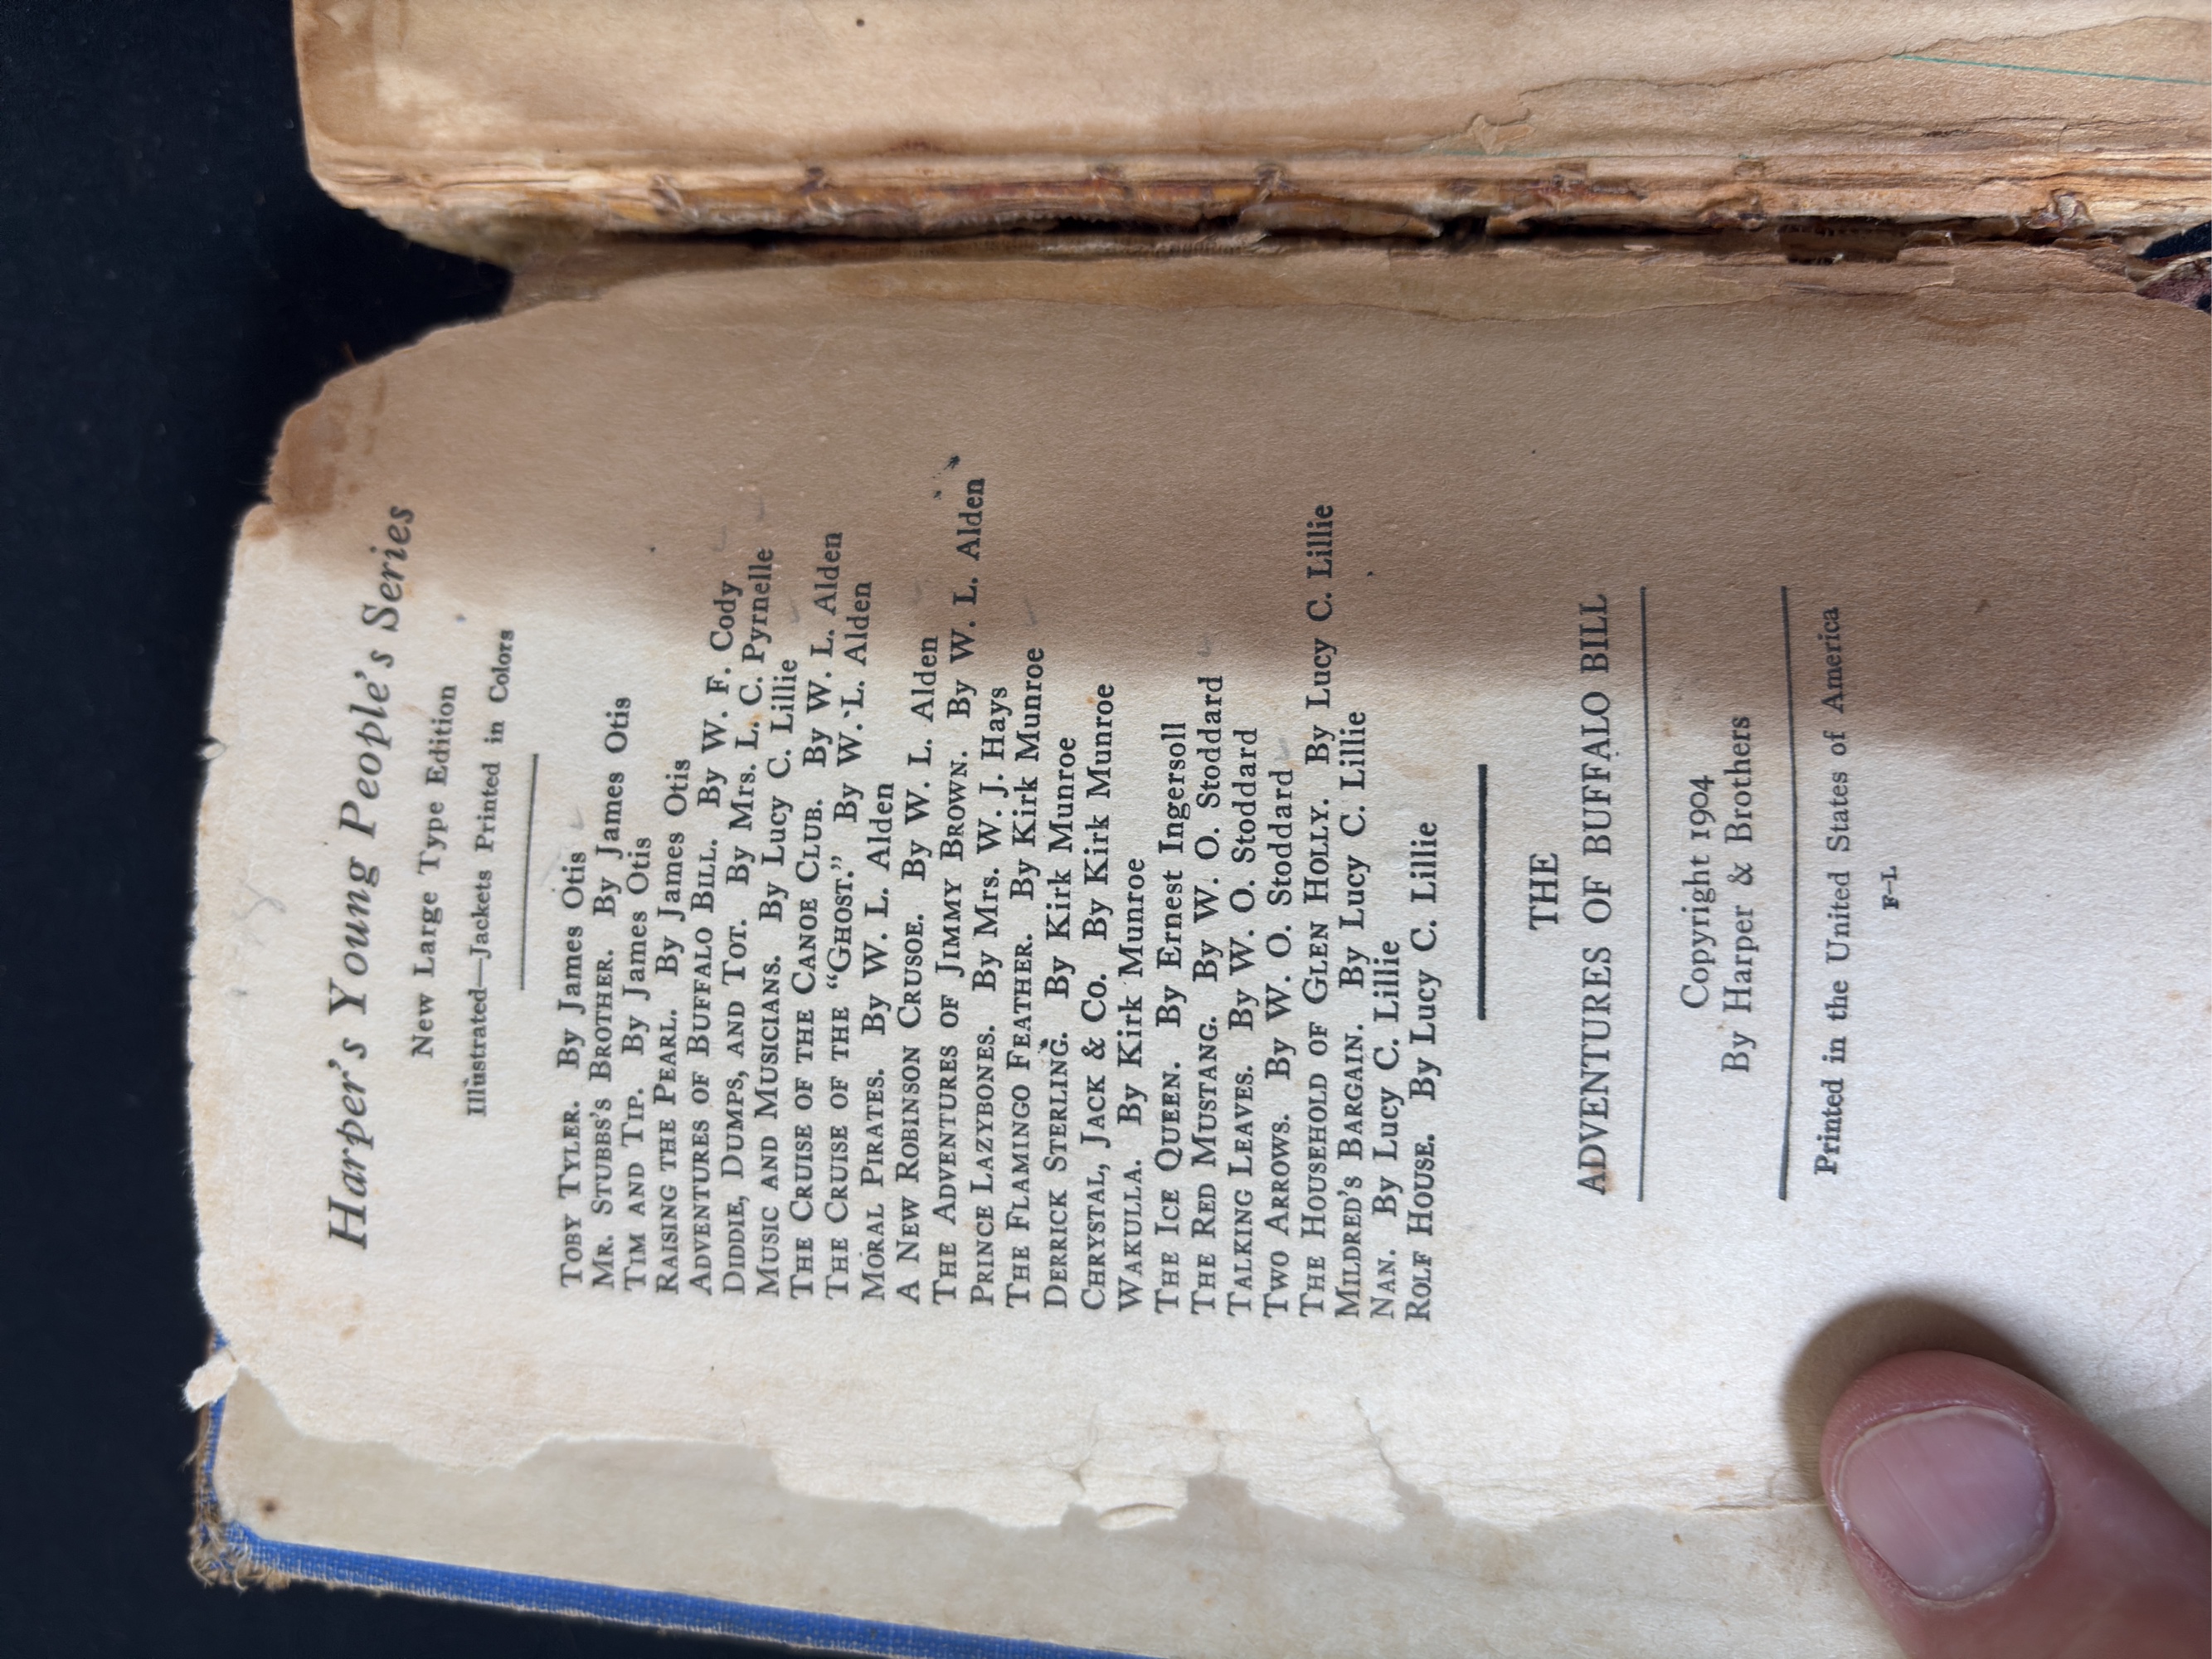 Harper's Young People's Series
New Large Type Edition
Illustrated—Jackets Printed in Colors
TOBY TYLER. By James Otis
MR. STUBBS'S BROTHER. By James Otis
TIM AND TIP. By James Otis
RAISING THE PEARL. By James Otis
ADVENTURES OF BUFFALO BILL. By W. F. Cody
DIDDIE, DUMPS, AND TOT. By Mrs. L. C. Pyrnelle
MUSIC AND MUSICIANS. By Lucy C. Lillie
THE CRUISE OF THE CANOE CLUB. By W. L. Alden
THE CRUISE OF THE "GHOST." By W. L. Alden
MORAL PIRATES. By W. L. Alden
A NEW ROBINSON CRUSOE. By W. L. Alden
THE ADVENTURES OF JIMMY BROWN. By W. L. Alden
PRINCE LAZYBONES. By Mrs. W. J. Hays
THE FLAMINGO FEATHER. By Kirk Munroe
DERRICK STERLING. By Kirk Munroe
CHRYSTAL, JACK & CO. By Kirk Munroe
WAKULLA. By Kirk Munroe
THE ICE QUEEN. By Ernest Ingersoll
THE RED MUSTANG. By W. O. Stoddard
TALKING LEAVES. By W. O. Stoddard
TWO ARROWS. By W. O. Stoddard
THE HOUSEHOLD OF GLEN HOLLY. By Lucy C. Lillie
MILDRED'S BARGAIN. By Lucy C. Lillie
NAN. By Lucy C. Lillie
ROLF HOUSE. By Lucy C. Lillie
THE
ADVENTURES OF BUFFALO BILL
Copyright 1904
By Harper & Brothers
Printed in the United States of America
F-L